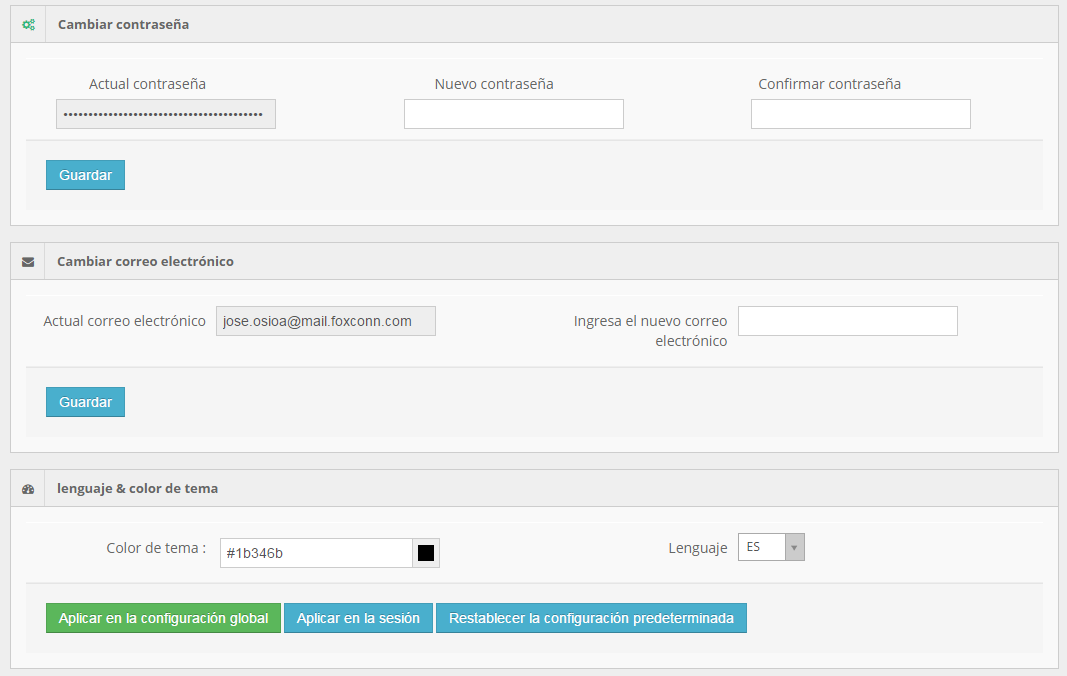 Cambiar contraseña
Actual contraseña
Nuevo contraseña
Confirmar contraseña
••••••••••••••••••••••••••••••••••••••••
Guardar
Cambiar correo electrónico
Actual correo electrónico
jose.osioa@mail.foxconn.com
Ingresa el nuevo correo
electrónico
Guardar
lenguaje & color de tema
Color de tema :
#1b346b
Lenguaje
ES
Aplicar en la configuración global
Aplicar en la sesión
Restablecer la configuración predeterminada